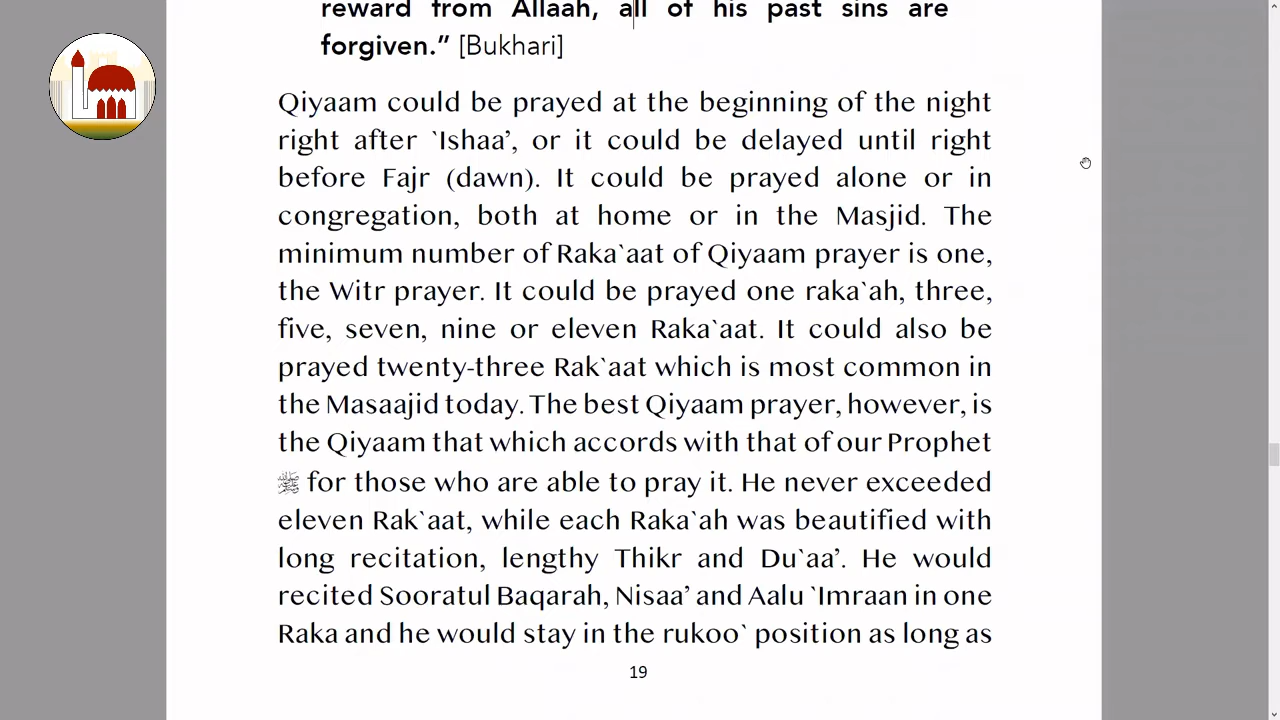 reward from Allaah, all of his past sins are
forgiven.” [Bukhari]
Qiyaam could be prayed at the beginning of the night
right after `Ishaa’, or it could be delayed until right
before Fajr (dawn). It could be prayed alone or in
congregation, both at home or in the Masjid. The
minimum number of Raka`aat of Qiyaam prayer is one,
the Witr prayer. It could be prayed one raka`ah, three,
five, seven, nine or eleven Raka`aat. It could also be
prayed twenty-three Rak`aat which is most common in
the Masaajid today. The best Qiyaam prayer, however, is
the Qiyaam that which accords with that of our Prophet
ﷺ for those who are able to pray it. He never exceeded
eleven Rak`aat, while each Raka`ah was beautified with
long recitation, lengthy Thikr and Du`aa’. He would
recited Sooratul Baqarah, Nisaa’ and Aalu `Imraan in one
Raka and he would stay in the rukoo` position as long as
19